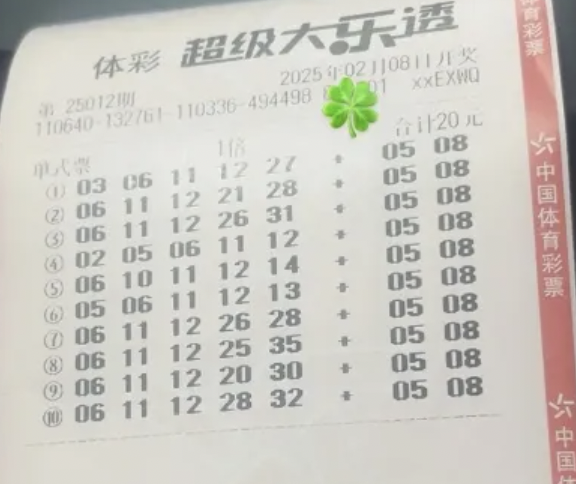 体彩 超级大乐透
第 25012期 2025年02月08日开奖
110640-132761-110336-494498 01 xxEXWQ
单式票 1倍 合计20元
① 03 06 11 12 27 + 05 08
② 06 11 12 21 28 + 05 08
③ 06 11 12 26 31 + 05 08
④ 02 05 06 11 12 + 05 08
⑤ 06 10 11 12 14 + 05 08
⑥ 05 06 11 12 13 + 05 08
⑦ 06 11 12 26 28 + 05 08
⑧ 06 11 12 25 35 + 05 08
⑨ 06 11 12 20 30 + 05 08
⑩ 06 11 12 28 32 + 05 08
体育彩票
中国体育彩票
中国